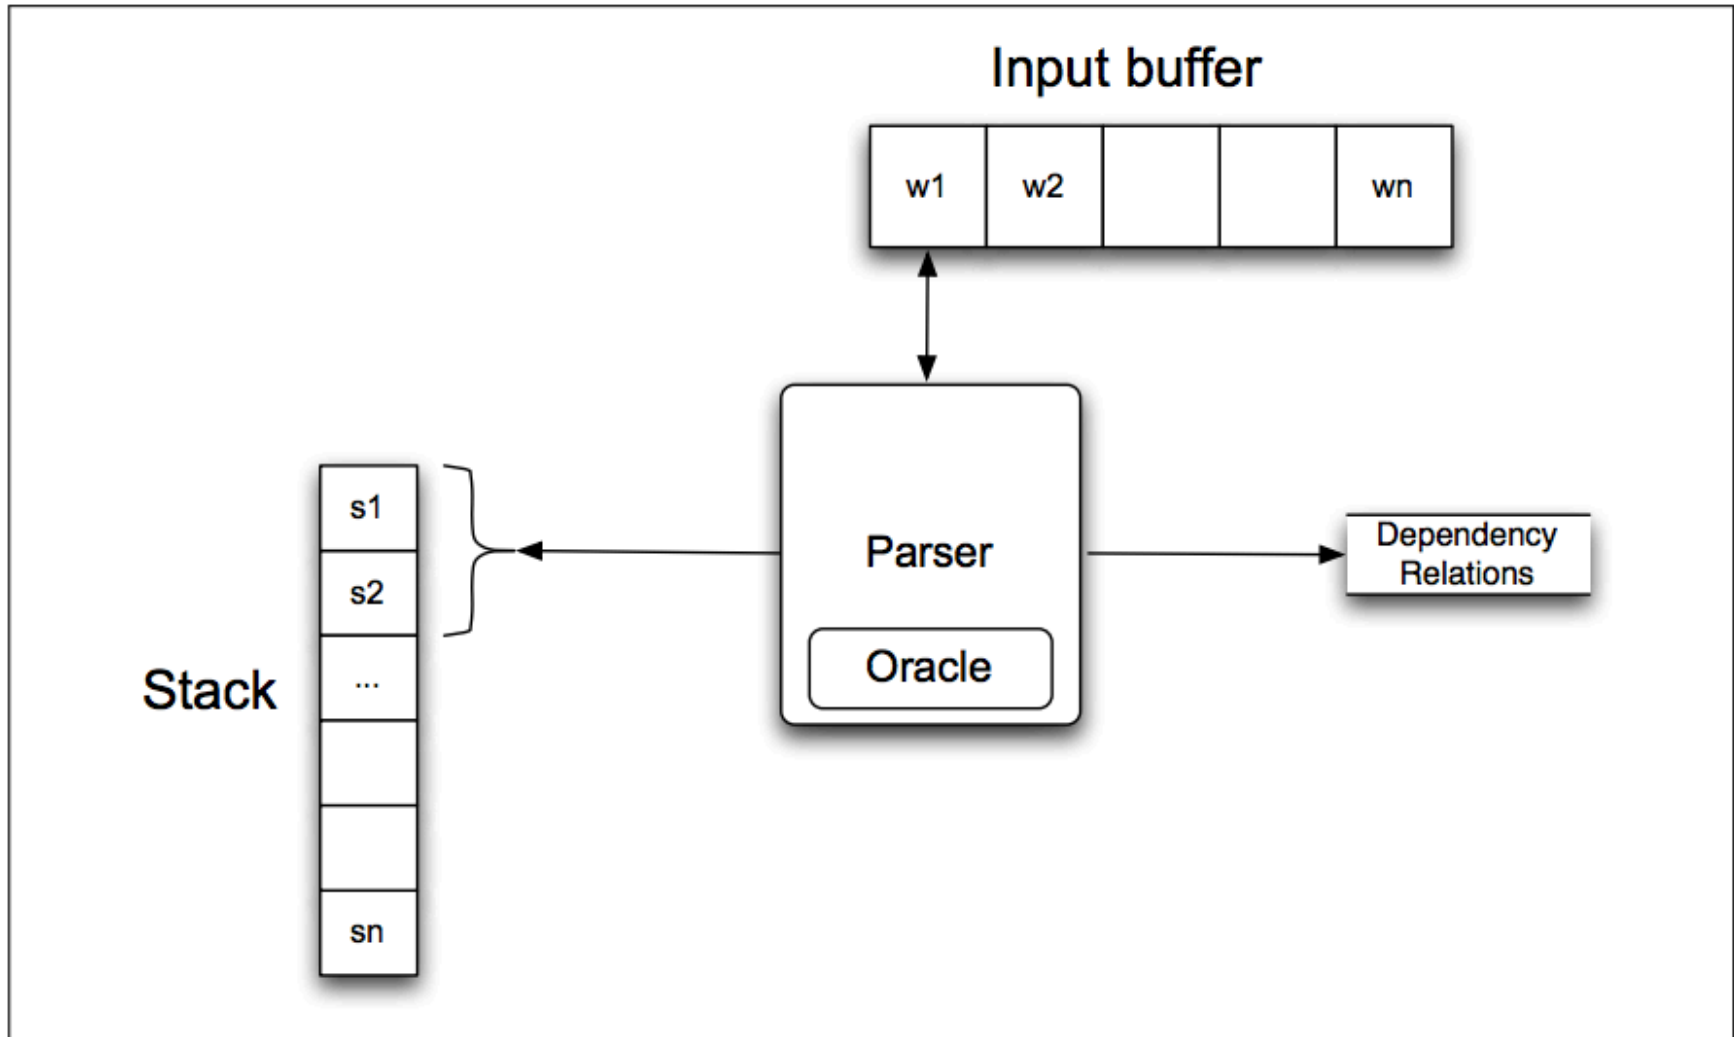 Input buffer
w1
w2
wn
s1
s2
...
sn
Stack
Parser
Oracle
Dependency
Relations